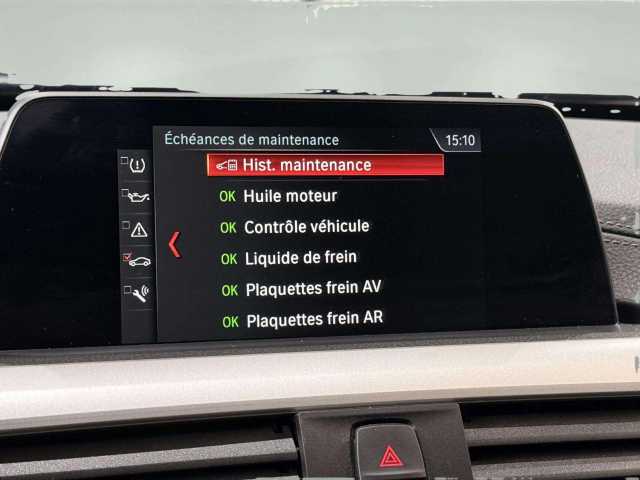 Échéances de maintenance 15:10
Hist. maintenance
OK Huile moteur
OK Contrôle véhicule
OK Liquide de frein
OK Plaquettes frein AV
OK Plaquettes frein AR